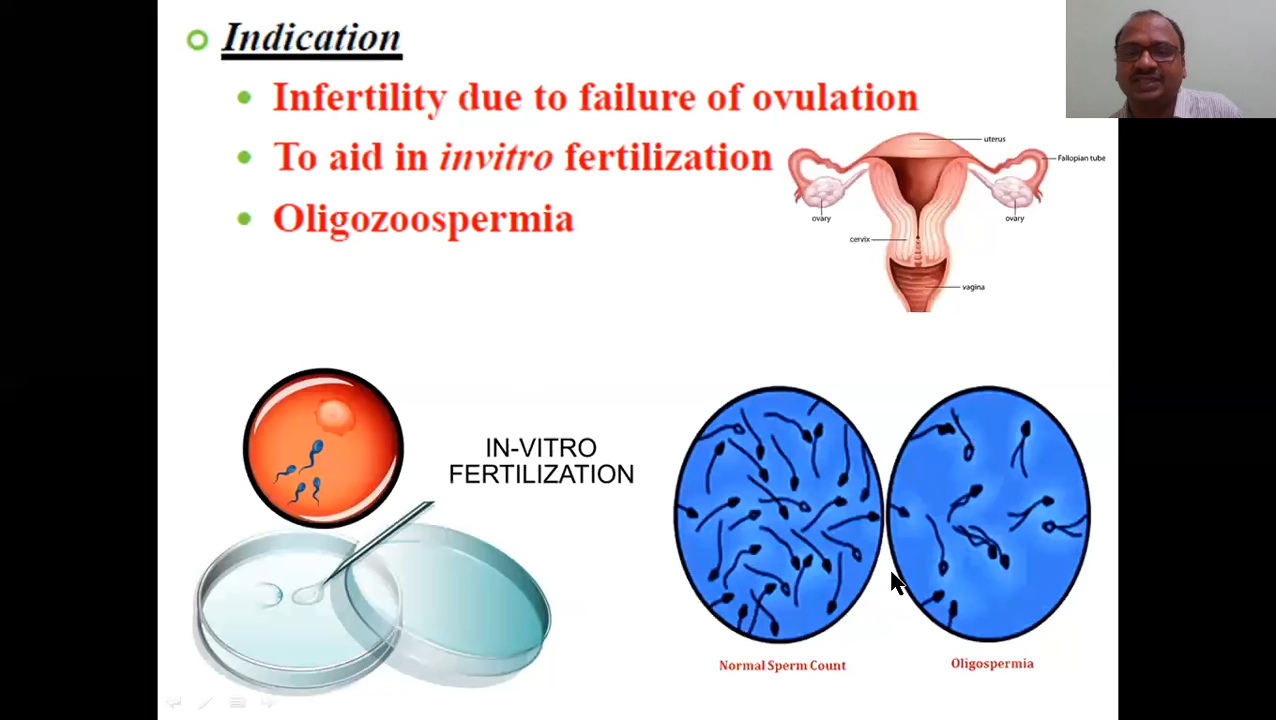 Indication
Infertility due to failure of ovulation
To aid in invitro fertilization
Oligozoospermia
uterus
Fallopian tube
ovary
ovary
cervix
vagina
IN-VITRO
FERTILIZATION
Normal Sperm Count
Oligospermia